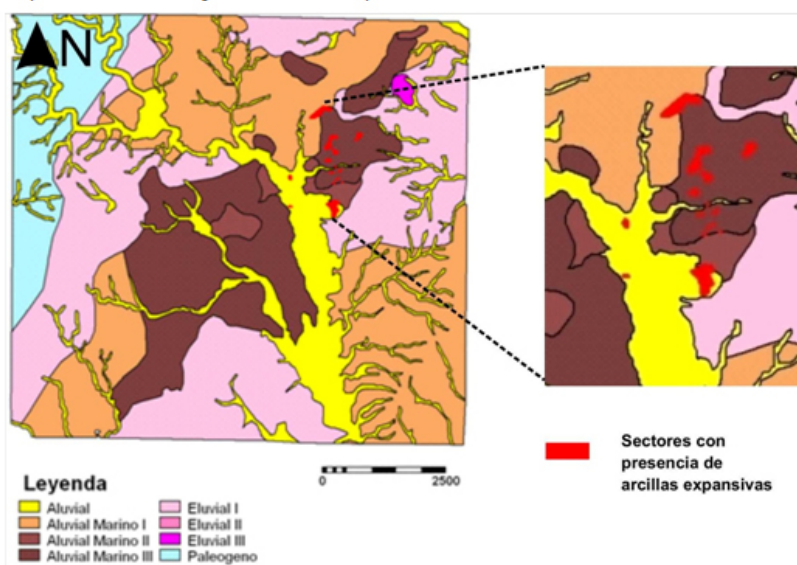 N
Leyenda
Aluvial
Aluvial Marino I
Aluvial Marino II
Aluvial Marino III
Eluvial I
Eluvial II
Eluvial III
Paleogeno
0 2500
Sectores con
presencia de
arcillas expansivas